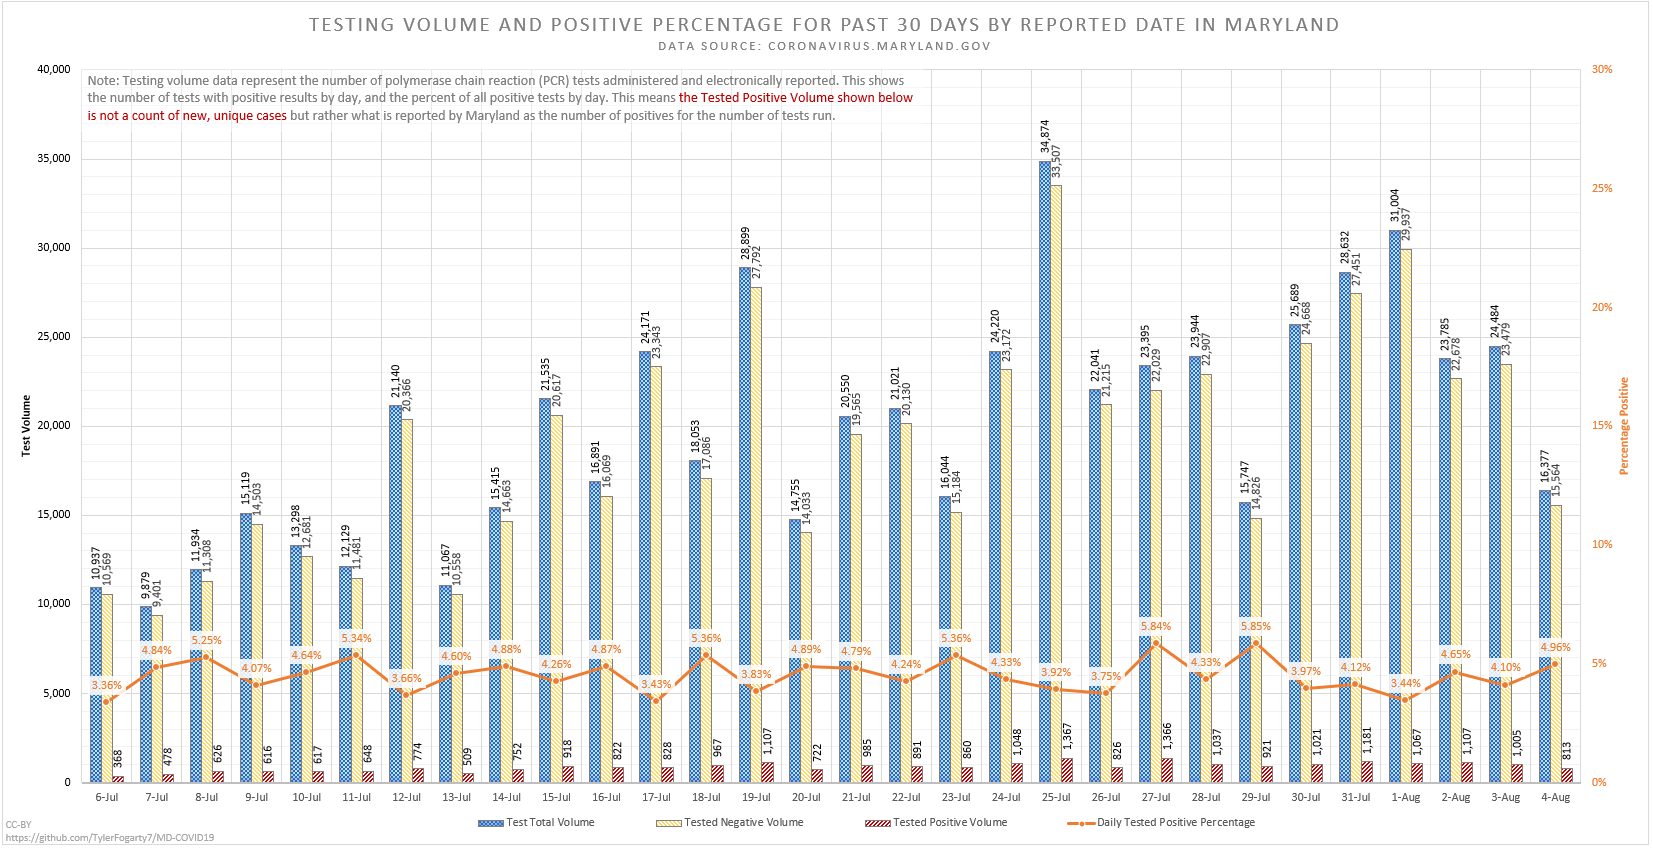 TESTING VOLUME AND POSITIVE PERCENTAGE FOR PAST 30 DAYS BY REPORTED DATE IN MARYLAND
DATA SOURCE: CORONAVIRUS.MARYLAND.GOV
Note: Testing volume data represent the number of polymerase chain reaction (PCR) tests administered and electronically reported. This shows
the number of tests with positive results by day, and the percent of all positive tests by day. This means the Tested Positive Volume shown below
is not a count of new, unique cases but rather what is reported by Maryland as the number of positives for the number of tests run.
40,000
35,000
30,000
25,000
20,000
15,000
10,000
5,000
0
Test Volume
30%
25%
20%
15%
10%
5%
0%
Percentage Positive
10,937 10,569 3.36% 368
9,879 9,401 4.84% 478
11,934 11,308 5.25% 626
15,119 14,503 4.07% 616
13,298 12,681 4.64% 617
12,129 11,481 5.34% 648
21,140 20,366 3.66% 774
11,067 10,558 4.60% 509
15,415 14,663 4.88% 752
21,535 20,617 4.26% 918
16,891 16,069 4.87% 822
24,171 23,343 3.43% 828
18,053 17,086 5.36% 967
28,899 27,792 3.83% 1,107
14,755 14,033 4.89% 722
20,550 19,565 4.79% 985
21,021 20,130 4.24% 891
16,044 15,184 5.36% 860
24,220 23,172 4.33% 1,048
34,874 33,507 3.92% 1,367
22,041 21,215 3.75% 826
23,395 22,029 5.84% 1,366
23,944 22,907 4.33% 1,037
15,747 14,826 5.85% 921
25,689 24,668 3.97% 1,021
28,632 27,451 4.12% 1,181
31,004 29,937 3.44% 1,067
23,785 22,678 4.65% 1,107
24,484 23,479 4.10% 1,005
16,377 15,564 4.96% 813
6-Jul 7-Jul 8-Jul 9-Jul 10-Jul 11-Jul 12-Jul 13-Jul 14-Jul 15-Jul 16-Jul 17-Jul 18-Jul 19-Jul 20-Jul 21-Jul 22-Jul 23-Jul 24-Jul 25-Jul 26-Jul 27-Jul 28-Jul 29-Jul 30-Jul 31-Jul 1-Aug 2-Aug 3-Aug 4-Aug
Test Total Volume Tested Negative Volume Tested Positive Volume Daily Tested Positive Percentage
CC-BY
https://github.com/TylerFogarty7/MD-COVID19